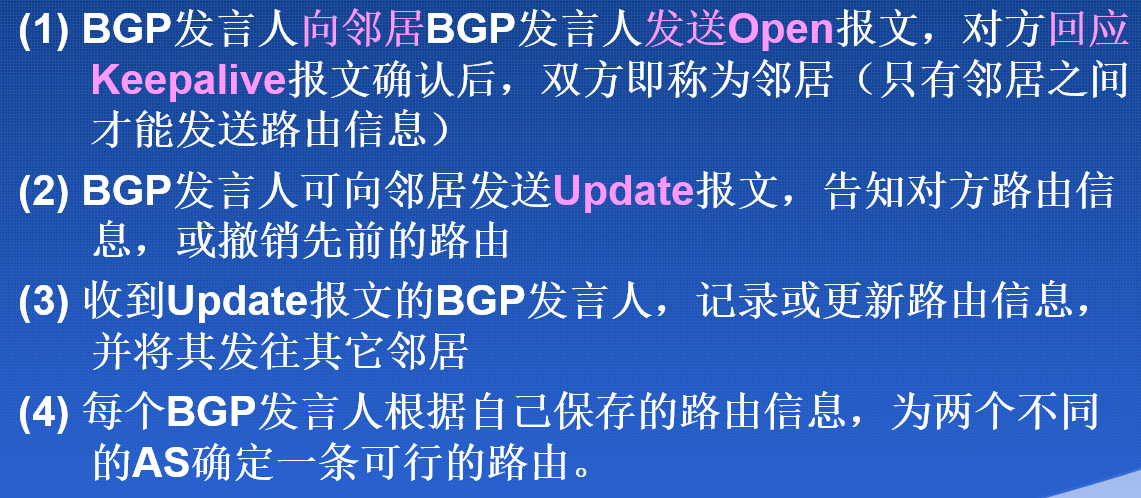 (1) BGP发言人向邻居BGP发言人发送Open报文，对方回应
Keepalive报文确认后，双方即称为邻居（只有邻居之间
才能发送路由信息）
(2) BGP发言人可向邻居发送Update报文，告知对方路由信
息，或撤销先前的路由
(3) 收到Update报文的BGP发言人，记录或更新路由信息，
并将其发往其它邻居
(4) 每个BGP发言人根据自己保存的路由信息，为两个不同
的AS确定一条可行的路由。